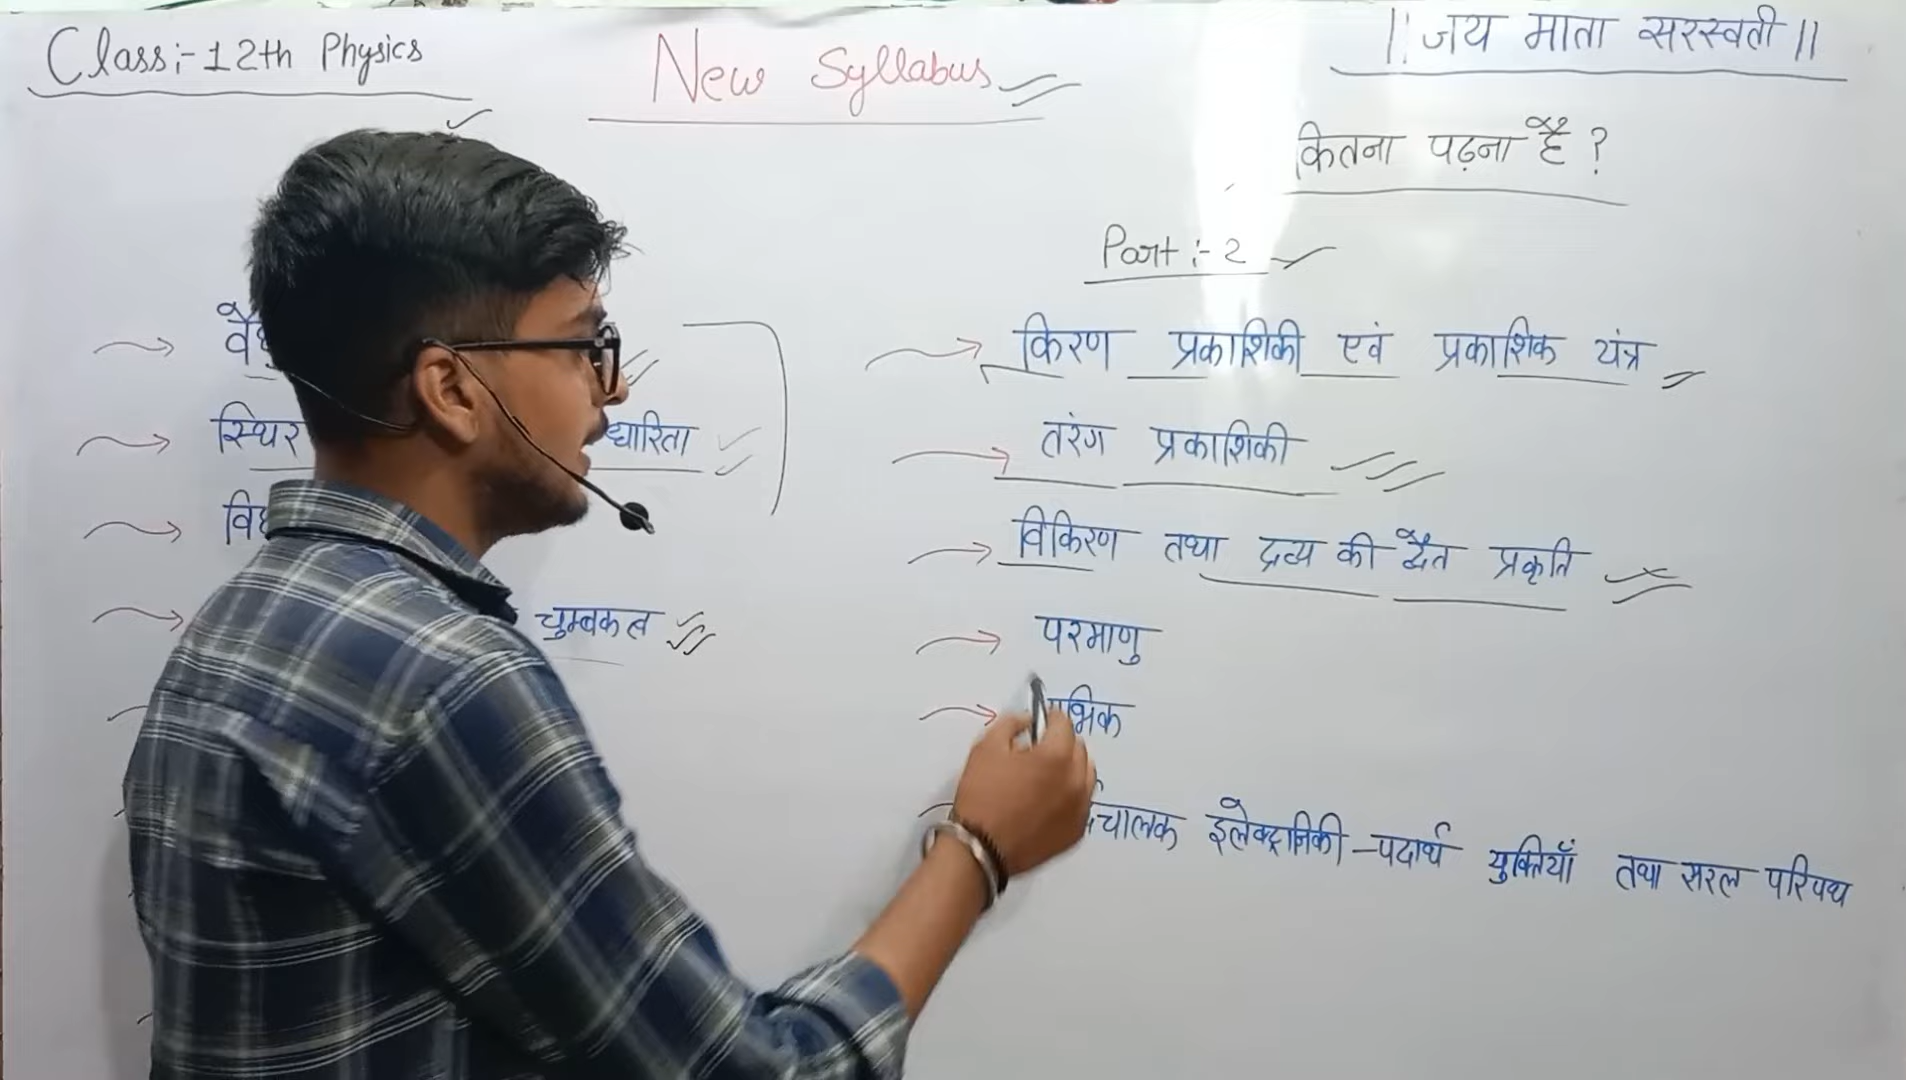 Class:-12th Physics
New Syllabus
|| जय माता सरस्वती ||
कितना पढ़ना है ?
Part :- 2
स्थिर धारिता
चुम्बकत्व
किरण प्रकाशिकी एवं प्रकाशिक यंत्र
तरंग प्रकाशिकी
विकिरण तथा द्रव्य की द्वैत प्रकृति
परमाणु
चालक इलेक्ट्रानिकी-पदार्थ युक्तियाँ तथा सरल परिपथ